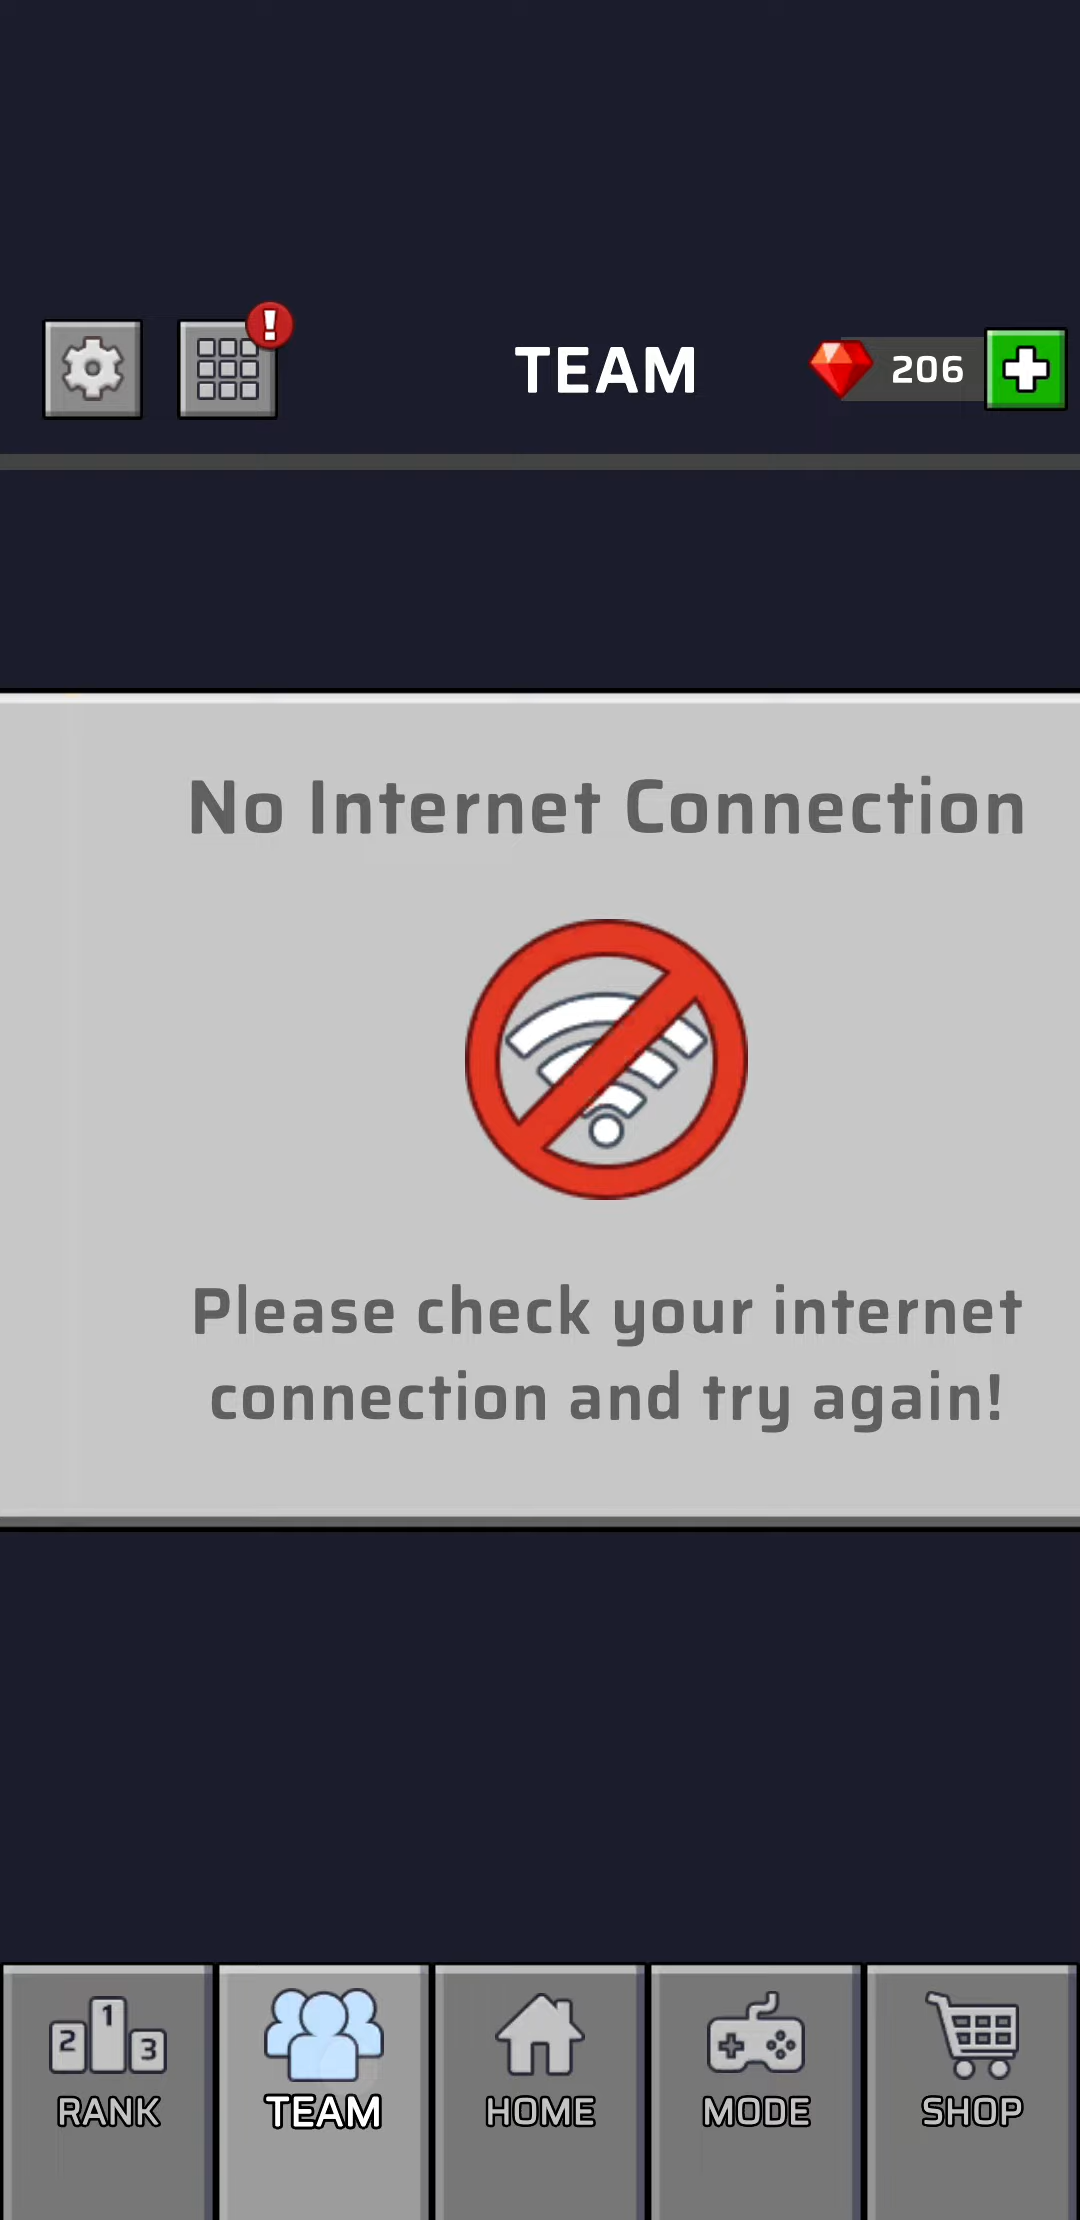 !
TEAM
206
No Internet Connection
Please check your internet
connection and try again!
2 1 3
RANK
TEAM
HOME
MODE
SHOP